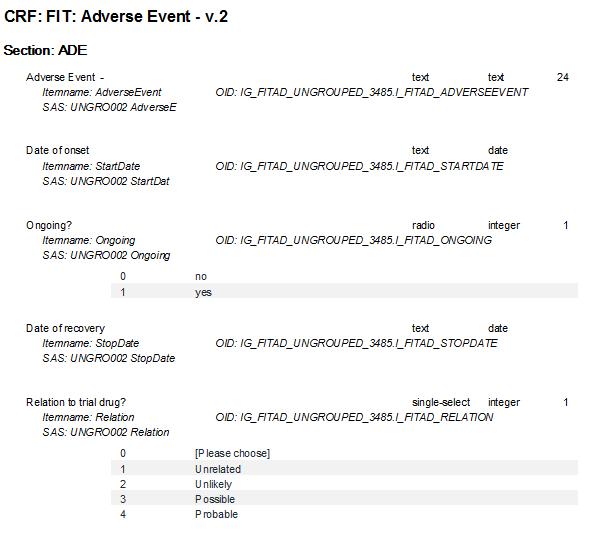 CRF: FIT: Adverse Event - v.2
Section: ADE
Adverse Event - text text 24
Itemname: AdverseEvent OID: IG_FITAD_UNGROUPED_3485.I_FITAD_ADVERSEEVENT
SAS: UNGRO002 AdverseE
Date of onset text date
Itemname: StartDate OID: IG_FITAD_UNGROUPED_3485.I_FITAD_STARTDATE
SAS: UNGRO002 StartDat
Ongoing? radio integer 1
Itemname: Ongoing OID: IG_FITAD_UNGROUPED_3485.I_FITAD_ONGOING
SAS: UNGRO002 Ongoing
0 no
1 yes
Date of recovery text date
Itemname: StopDate OID: IG_FITAD_UNGROUPED_3485.I_FITAD_STOPDATE
SAS: UNGRO002 StopDate
Relation to trial drug? single-select integer 1
Itemname: Relation OID: IG_FITAD_UNGROUPED_3485.I_FITAD_RELATION
SAS: UNGRO002 Relation
0 [Please choose]
1 Unrelated
2 Unlikely
3 Possible
4 Probable